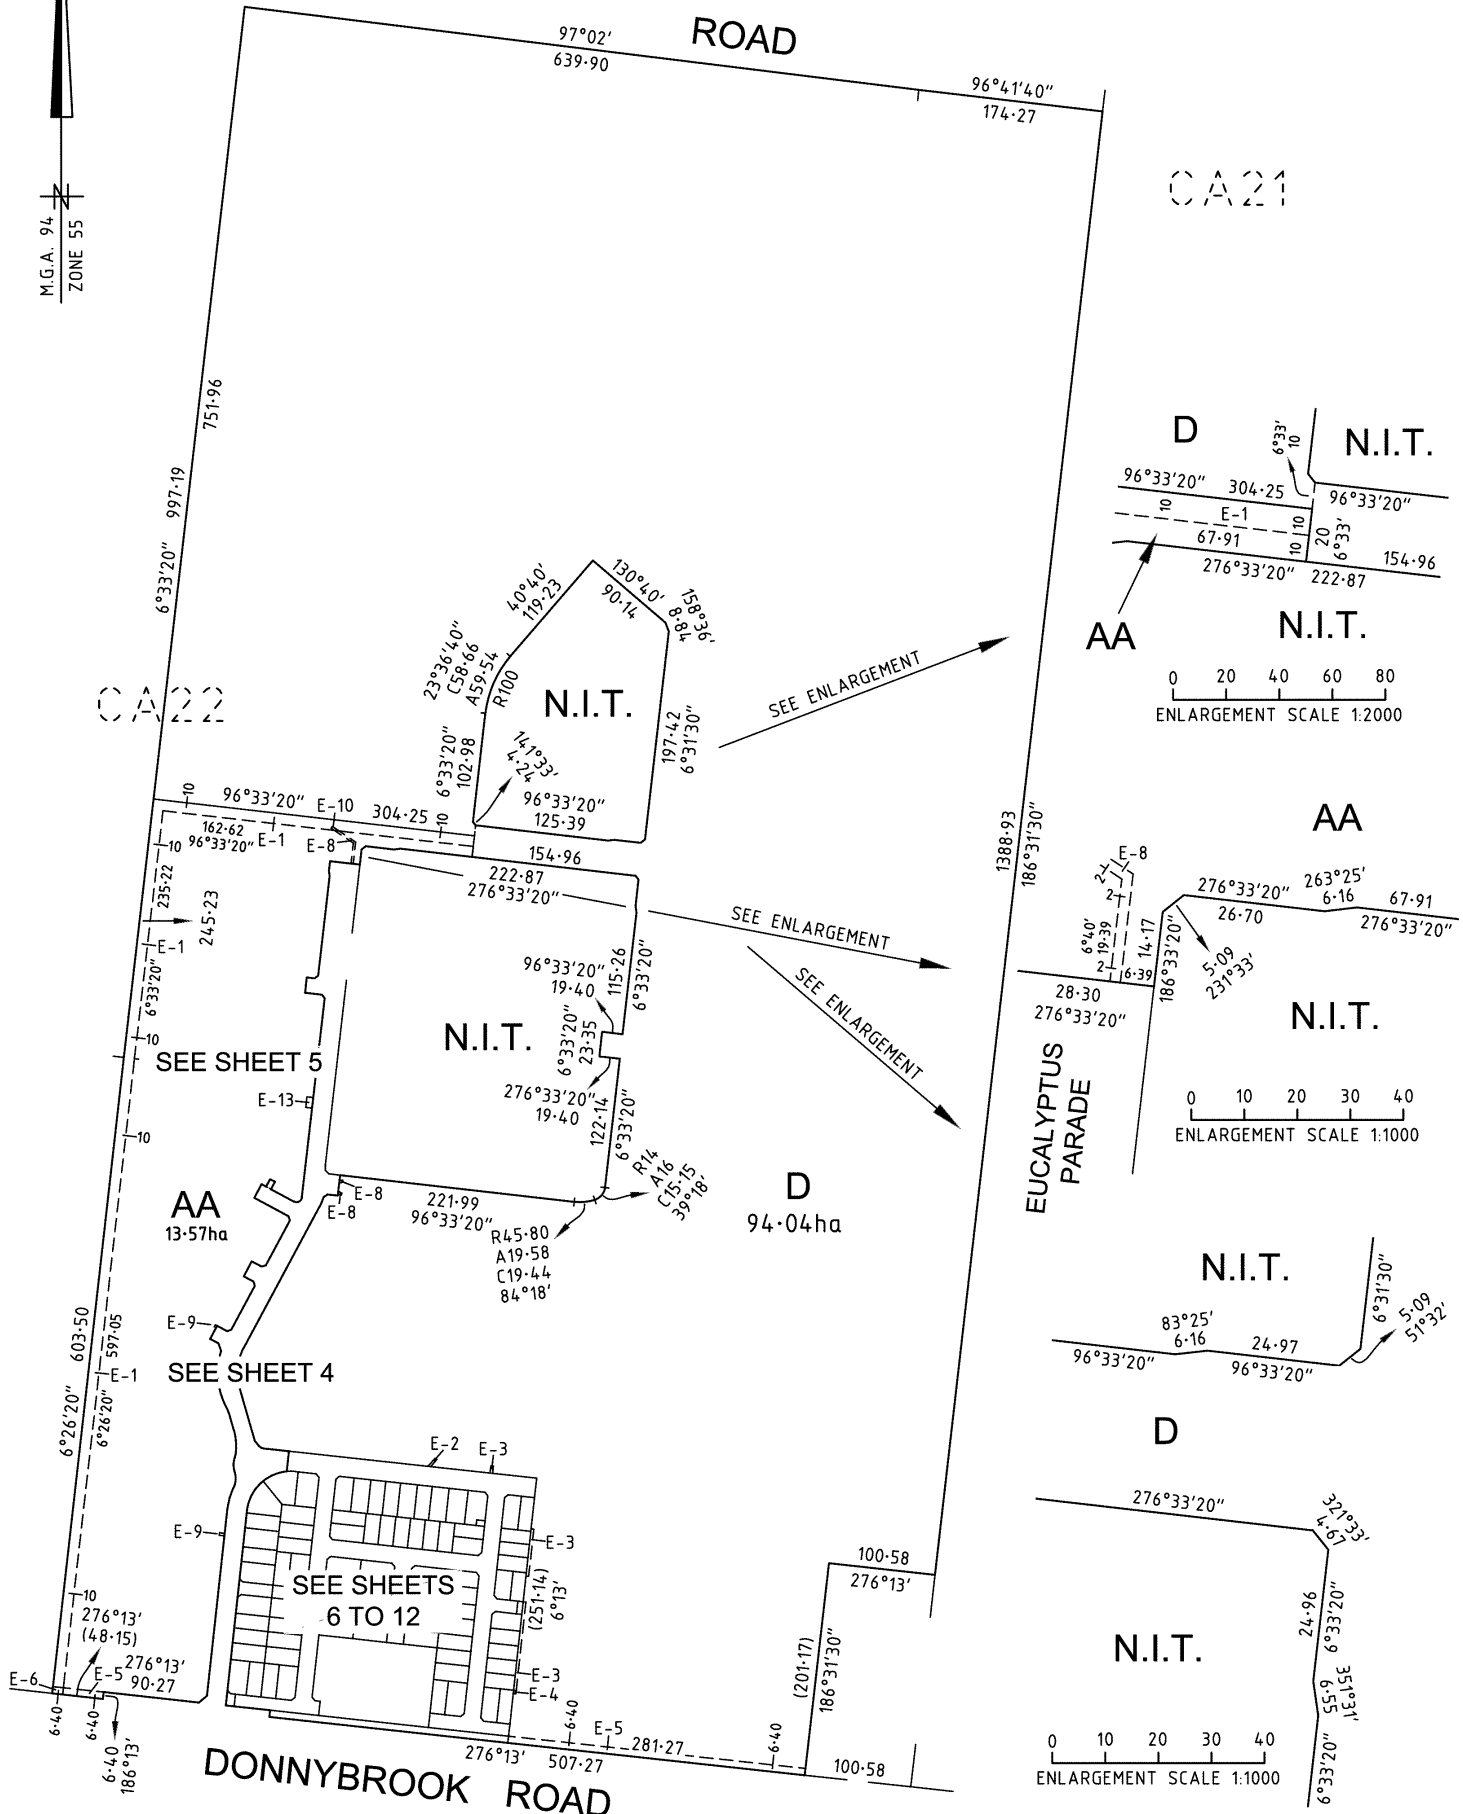 97°02'
639·90
ROAD
96°41'40"
174·27
M.G.A. 94
ZONE 55
N
CA21
751·96
997·19
6°33'20"
CA22
40°40'
119·23
130°40'
90·14
158°36'
8·84
23°36'40"
C58·66
A59·54
R100
N.I.T.
197·42
6°31'30"
6°33'20"
102·98
141°33'
4·24
96°33'20"
125·39
SEE ENLARGEMENT
10
96°33'20"
E-10
304·25
10
162·62
96°33'20"
E-1
E-8
154·96
222·87
276°33'20"
10
235·22
245·23
E-1
6°33'20"
10
SEE SHEET 5
E-13
10
N.I.T.
96°33'20"
19·40
115·26
6°33'20"
6°33'20"
23·35
276°33'20"
19·40
122·14
6°33'20"
SEE ENLARGEMENT
SEE ENLARGEMENT
1388·93
186°31'30"
R14
A16
C15·15
39°18'
AA
13·57ha
E-8
E-8
221·99
96°33'20"
R45·80
A19·58
C19·44
84°18'
D
94·04ha
E-9
603·50
6°26'20"
597·05
6°26'20"
E-1
SEE SHEET 4
E-2
E-3
E-9
E-3
SEE SHEETS
6 TO 12
(251·14)
6°13'
10
276°13'
(48·15)
E-6
E-5
276°13'
90·27
6·40
6·40
6·40
186°13'
E-3
E-4
6·40
E-5
281·27
6·40
276°13'
507·27
100·58
276°13'
(201·17)
186°31'30"
100·58
DONNYBROOK ROAD
D
6°33'
10
N.I.T.
96°33'20"
304·25
96°33'20"
10
E-1
10
67·91
10
20
6°33'
154·96
276°33'20"
222·87
AA
N.I.T.
0 20 40 60 80
ENLARGEMENT SCALE 1:2000
AA
E-8
2
2
6°40'
19·39
2
6·39
14·17
186°33'20"
276°33'20"
26·70
263°25'
6·16
67·91
276°33'20"
5·09
231°33'
28·30
276°33'20"
N.I.T.
EUCALYPTUS
PARADE
0 10 20 30 40
ENLARGEMENT SCALE 1:1000
N.I.T.
6°31'30"
83°25'
6·16
24·97
5·09
51°32'
96°33'20"
96°33'20"
D
276°33'20"
321°33'
4·67
24·96
6°33'20"
N.I.T.
351°31'
6·55
6°33'20"
0 10 20 30 40
ENLARGEMENT SCALE 1:1000